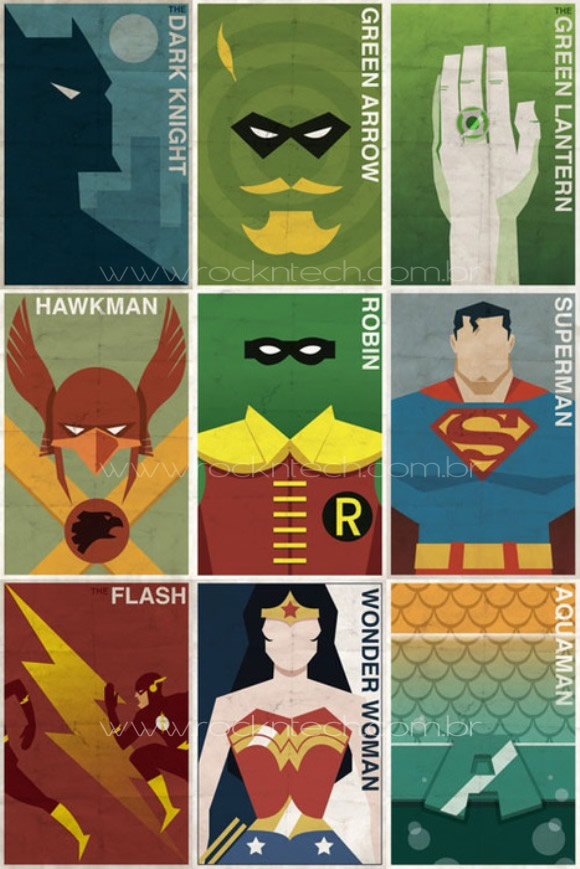 THE DARK KNIGHT
GREEN ARROW
THE GREEN LANTERN
www.rockntech.com.br
HAWKMAN
ROBIN
SUPERMAN
S
www.rockntech.com.br
R
THE FLASH
WONDER WOMAN
AQUAMAN
www.rockntech.com.br
A